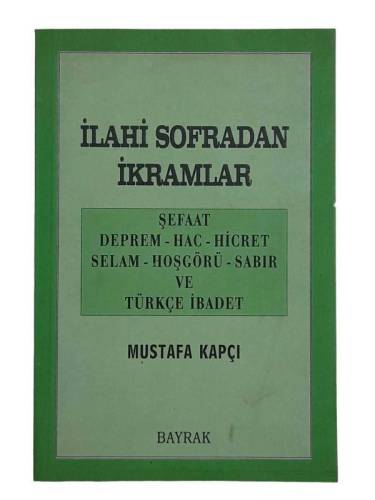 İLAHİ SOFRADAN
İKRAMLAR
ŞEFAAT
DEPREM - HAC - HİCRET
SELAM - HOŞGÖRÜ - SABIR
VE
TÜRKÇE İBADET
MUSTAFA KAPÇI
BAYRAK